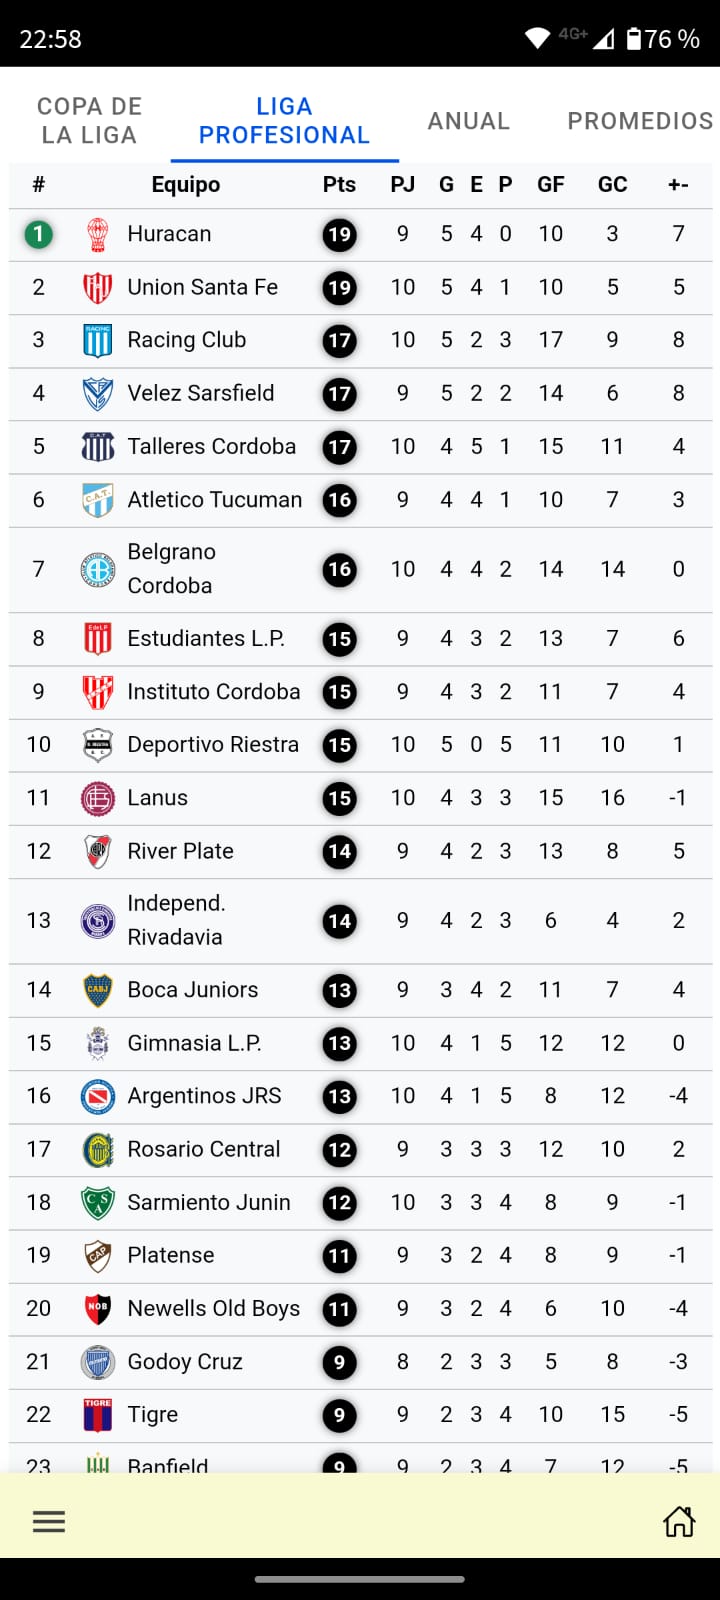 22:58 4G+ 76 %
COPA DE LA LIGA LIGA PROFESIONAL ANUAL PROMEDIOS
# Equipo Pts PJ G E P GF GC +-
1 Huracan 19 9 5 4 0 10 3 7
2 Union Santa Fe 19 10 5 4 1 10 5 5
3 RACING Racing Club 17 10 5 2 3 17 9 8
4 Velez Sarsfield 17 9 5 2 2 14 6 8
5 C.A.T. Talleres Cordoba 17 10 4 5 1 15 11 4
6 C.A.T. Atletico Tucuman 16 9 4 4 1 10 7 3
7 Belgrano Cordoba 16 10 4 4 2 14 14 0
8 EdeLP Estudiantes L.P. 15 9 4 3 2 13 7 6
9 Instituto Cordoba 15 9 4 3 2 11 7 4
10 Deportivo Riestra 15 10 5 0 5 11 10 1
11 Lanus 15 10 4 3 3 15 16 -1
12 River Plate 14 9 4 2 3 13 8 5
13 Independ. Rivadavia 14 9 4 2 3 6 4 2
14 CABJ Boca Juniors 13 9 3 4 2 11 7 4
15 Gimnasia L.P. 13 10 4 1 5 12 12 0
16 Argentinos JRS 13 10 4 1 5 8 12 -4
17 Rosario Central 12 9 3 3 3 12 10 2
18 CSA Sarmiento Junin 12 10 3 3 4 8 9 -1
19 CAP Platense 11 9 3 2 4 8 9 -1
20 NOB Newells Old Boys 11 9 3 2 4 6 10 -4
21 Godoy Cruz 9 8 2 3 3 5 8 -3
22 TIGRE Tigre 9 9 2 3 4 10 15 -5
23 Banfield 9 9 2 3 4 7 12 -5